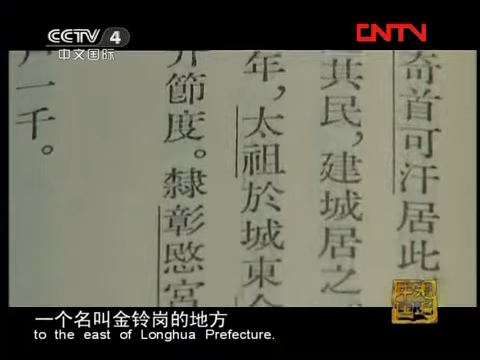 CCTV 4
中文国际
CNTV
奇首可汗居此
其民，建城居之
年，太祖於城東
節度。隸彰愍宮
一千。
一个名叫金铃岗的地方
to the east of Longhua Prefecture.